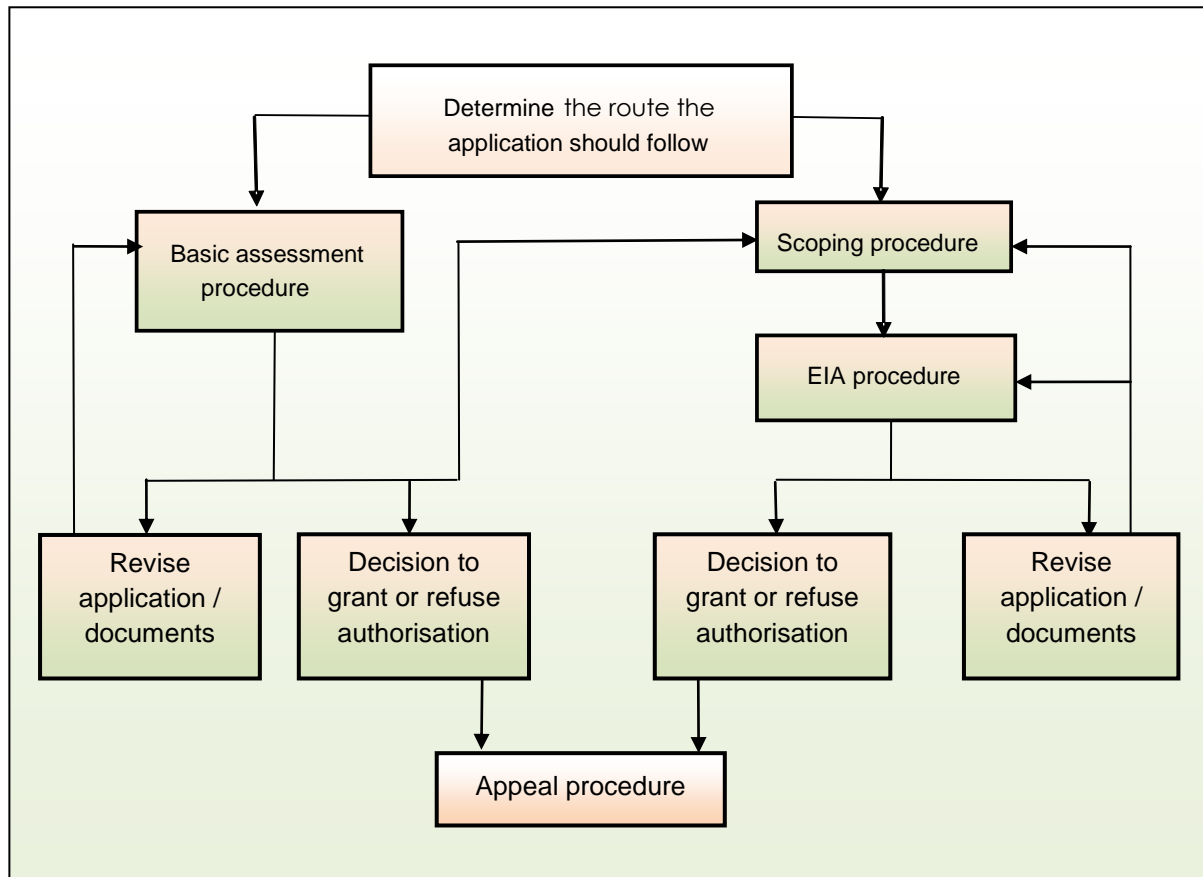 Determine the route the
application should follow
Basic assessment
procedure
Scoping procedure
EIA procedure
Revise
application /
documents
Decision to
grant or refuse
authorisation
Decision to
grant or refuse
authorisation
Revise
application /
documents
Appeal procedure